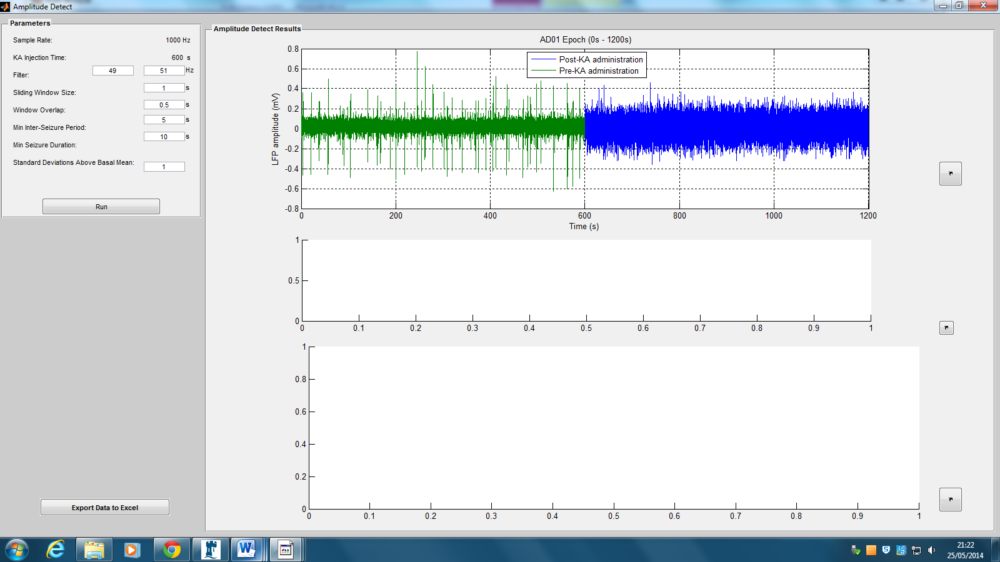 Amplitude Detect
Parameters
Sample Rate: 1000 Hz
KA Injection Time: 600 s
Filter: 49 51 Hz
Sliding Window Size: 1 s
Window Overlap: 0.5 s
Min Inter-Seizure Period: 5 s
Min Seizure Duration: 10 s
Standard Deviations Above Basal Mean: 1
Run
Export Data to Excel
Amplitude Detect Results
AD01 Epoch (0s - 1200s)
Post-KA administration
Pre-KA administration
LFP amplitude (mV)
0.8
0.6
0.4
0.2
0
-0.2
-0.4
-0.6
-0.8
0 200 400 600 800 1000 1200
Time (s)
1
0.5
0
0 0.1 0.2 0.3 0.4 0.5 0.6 0.7 0.8 0.9 1
1
0.8
0.6
0.4
0.2
0
0 0.1 0.2 0.3 0.4 0.5 0.6 0.7 0.8 0.9 1
21:22
25/05/2014